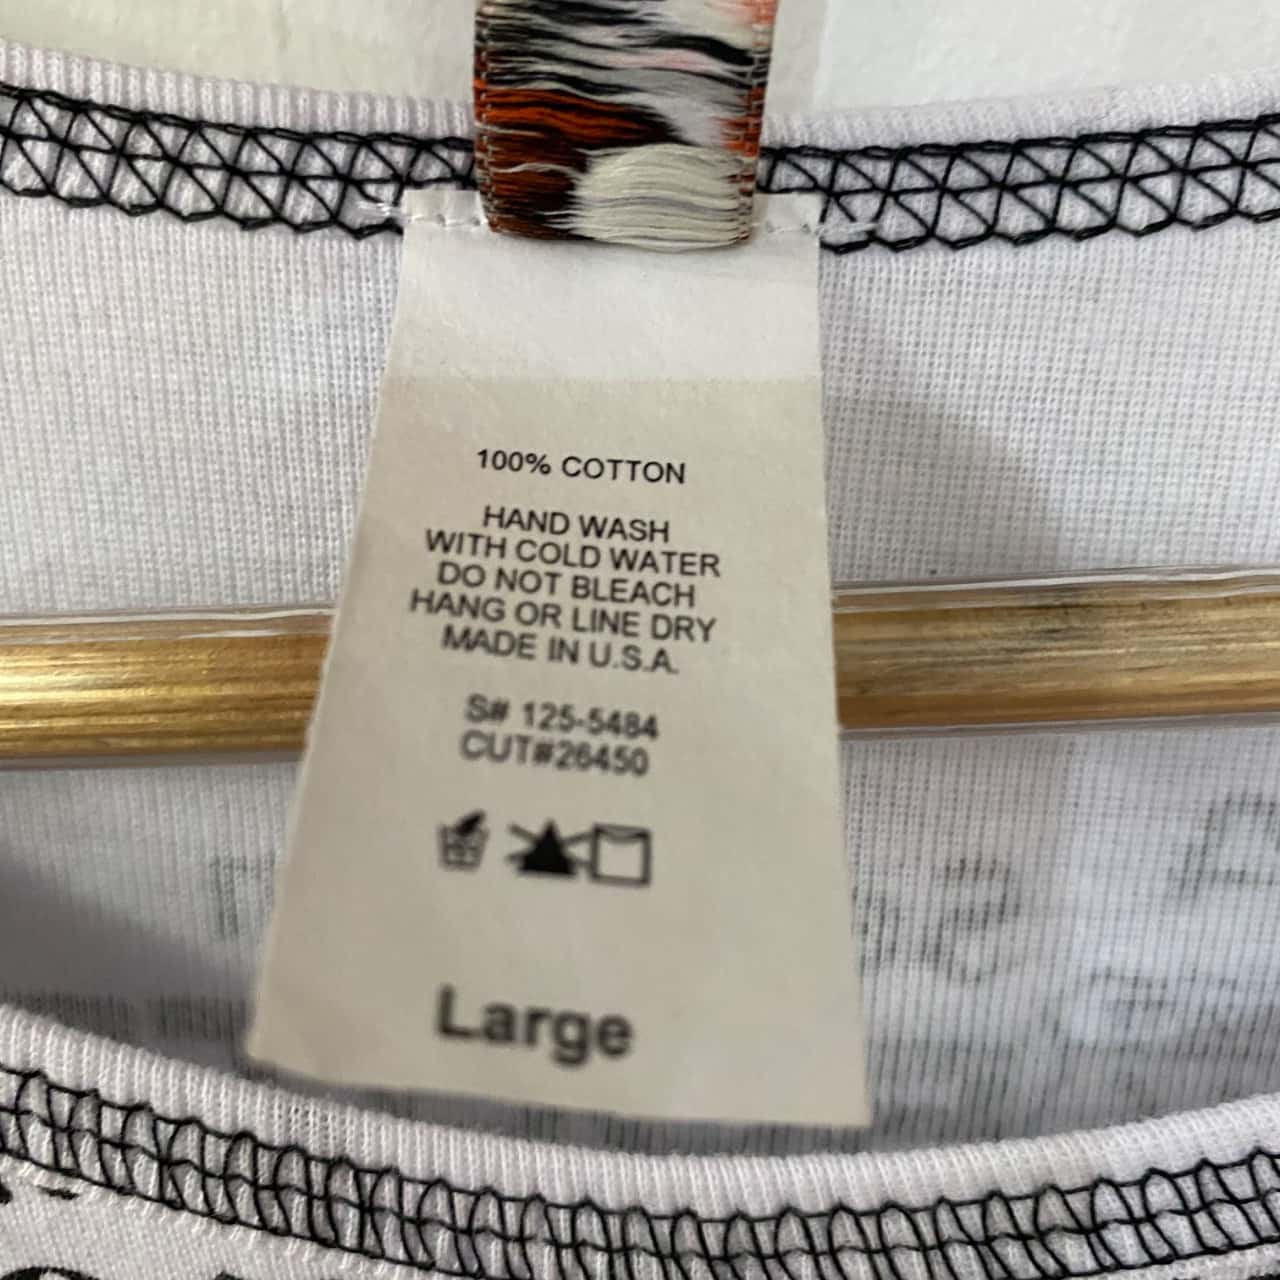 100% COTTON
HAND WASH
WITH COLD WATER
DO NOT BLEACH
HANG OR LINE DRY
MADE IN U.S.A.
S# 125-5484
CUT#26450
Large